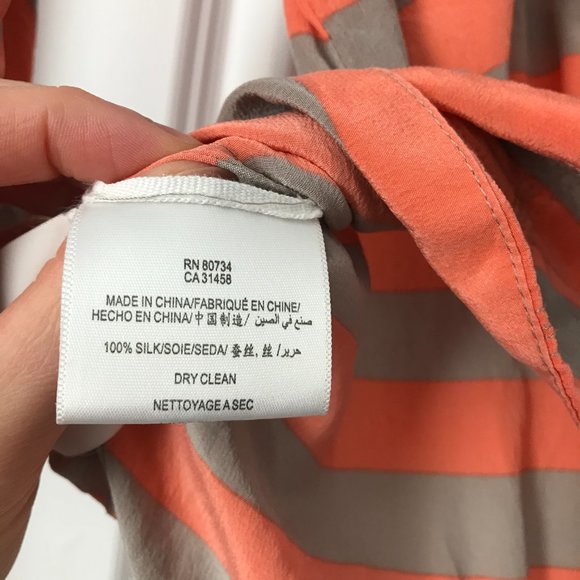 RN 80734
CA 31458
MADE IN CHINA/FABRIQUÉ EN CHINE/
HECHO EN CHINA/中国制造/ صنع في الصين/
100% SILK/SOIE/SEDA/ 蚕丝, 丝 /حرير
DRY CLEAN
NETTOYAGE A SEC